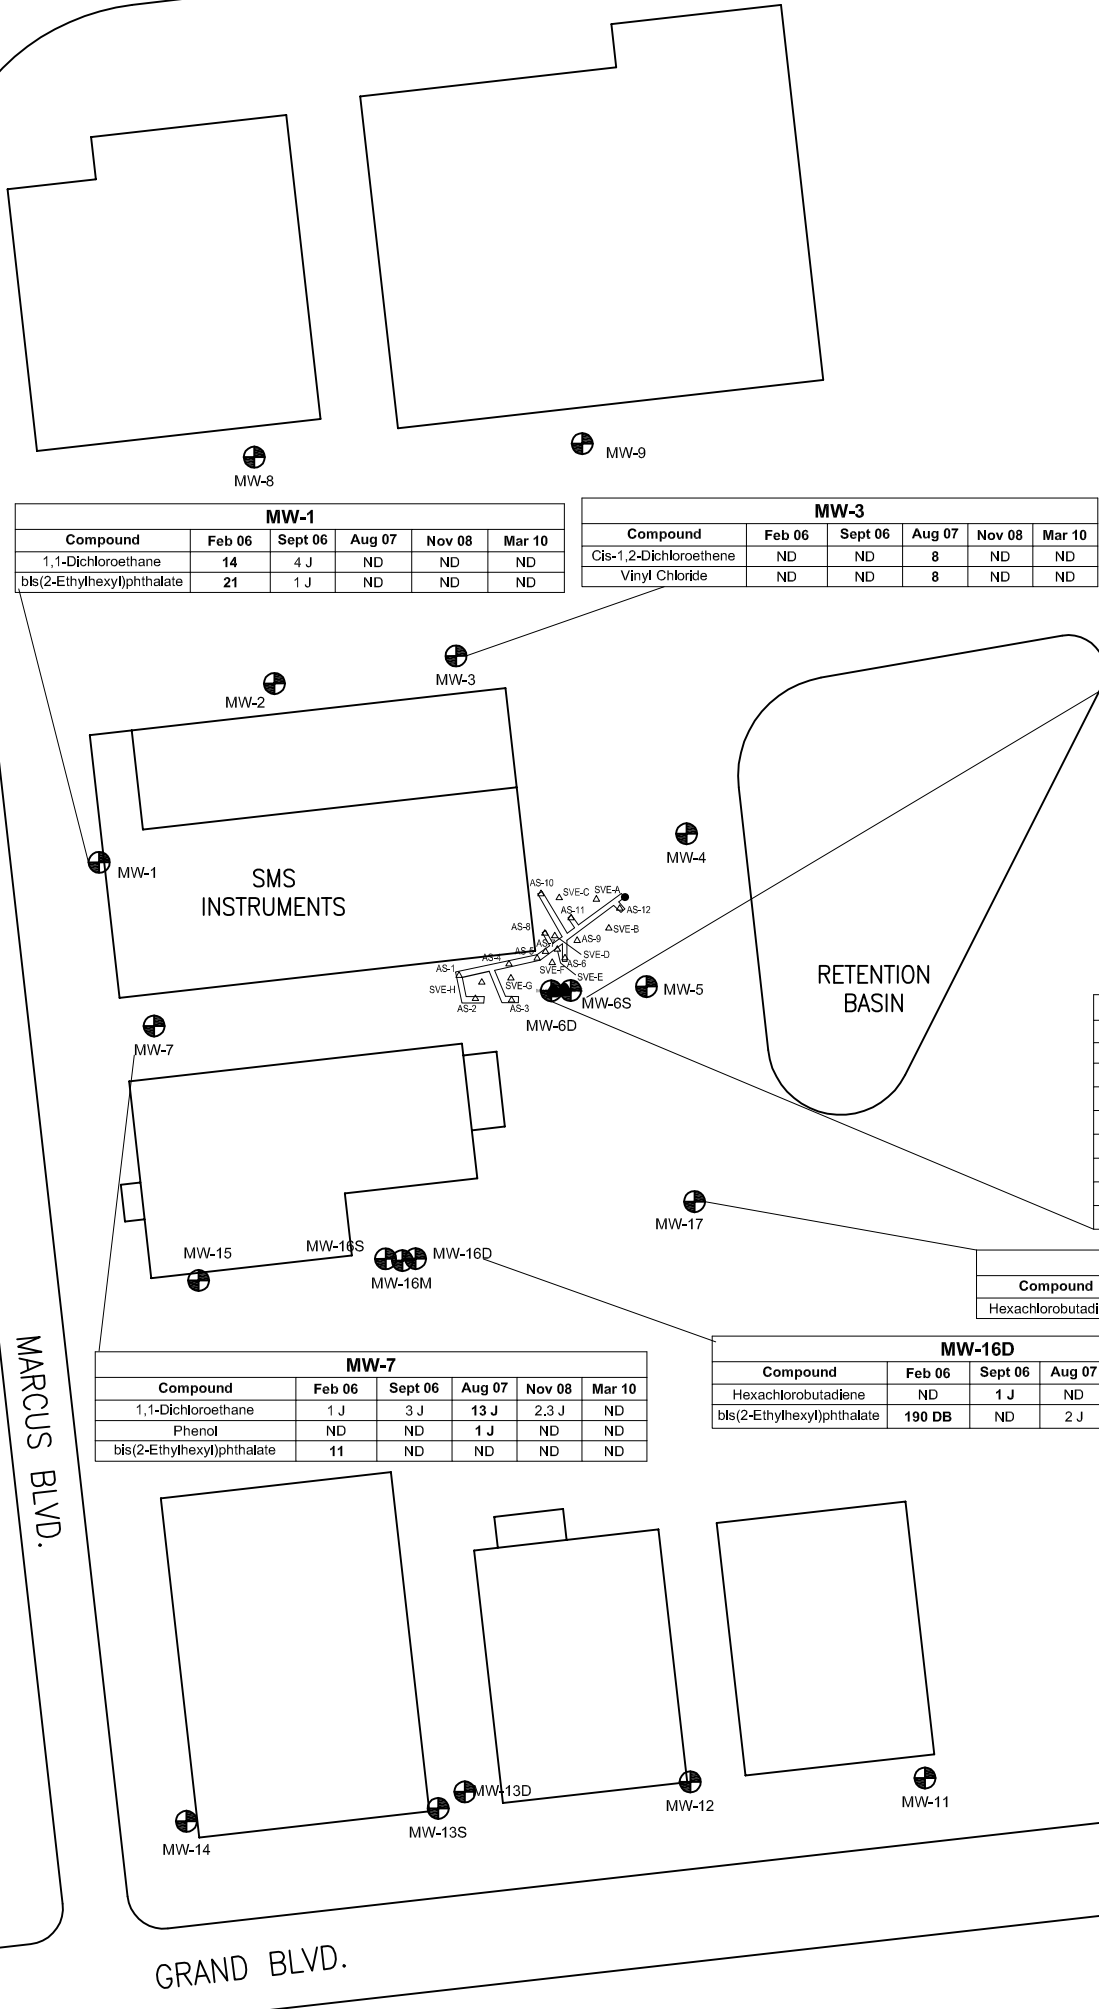 MW-8
MW-9
MW-1
Compound Feb 06 Sept 06 Aug 07 Nov 08 Mar 10
1,1-Dichloroethane 14 4 J ND ND ND
bis(2-Ethylhexyl)phthalate 21 1 J ND ND ND
MW-3
Compound Feb 06 Sept 06 Aug 07 Nov 08 Mar 10
Cis-1,2-Dichloroethene ND ND 8 ND ND
Vinyl Chloride ND ND 8 ND ND
MW-3
MW-2
MW-4
MW-1
SMS
INSTRUMENTS
AS-10
SVE-C
SVE-A
AS-11
AS-12
AS-8
SVE-B
AS-9
AS-7
SVE-D
AS-4
AS-6
SVE-F
AS-1
SVE-E
SVE-H
SVE-G
AS-2
AS-3
MW-5
MW-6S
MW-6D
RETENTION
BASIN
MW-7
MW-17
MW-15
MW-16S
MW-16D
MW-16M
Compound
Hexachlorobutadi
MW-16D
Compound Feb 06 Sept 06 Aug 07
Hexachlorobutadiene ND 1 J ND
bis(2-Ethylhexyl)phthalate 190 DB ND 2 J
MW-7
Compound Feb 06 Sept 06 Aug 07 Nov 08 Mar 10
1,1-Dichloroethane 1 J 3 J 13 J 2.3 J ND
Phenol ND ND 1 J ND ND
bis(2-Ethylhexyl)phthalate 11 ND ND ND ND
MARCUS BLVD.
MW-13D
MW-12
MW-11
MW-13S
MW-14
GRAND BLVD.